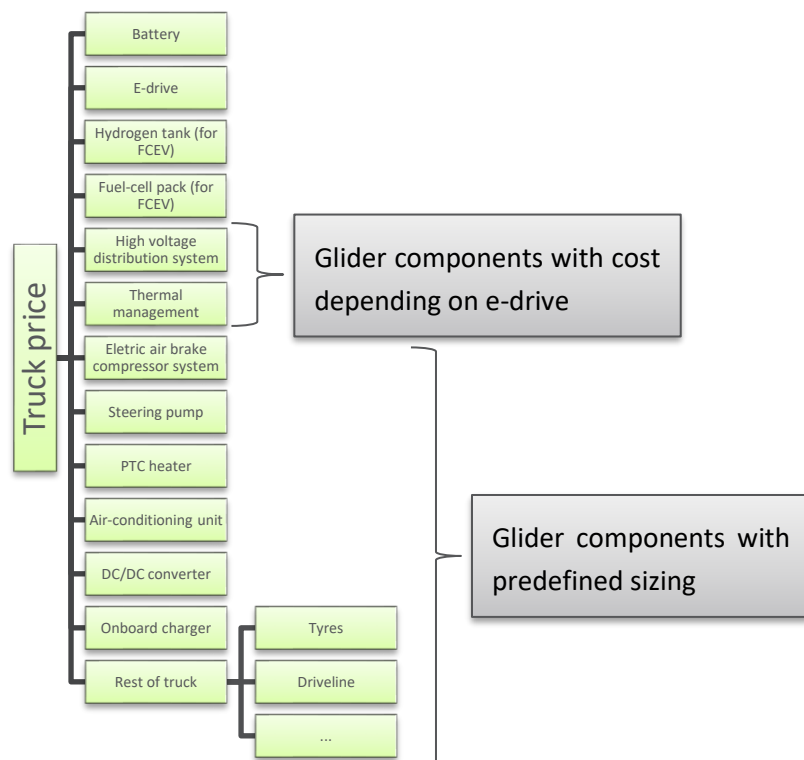 Truck price
Battery
E-drive
Hydrogen tank (for
FCEV)
Fuel-cell pack (for
FCEV)
High voltage
distribution system
Thermal
management
Eletric air brake
compressor system
Steering pump
PTC heater
Air-conditioning unit
DC/DC converter
Onboard charger
Rest of truck
Tyres
Driveline
...
Glider components with cost
depending on e-drive
Glider components with
predefined sizing